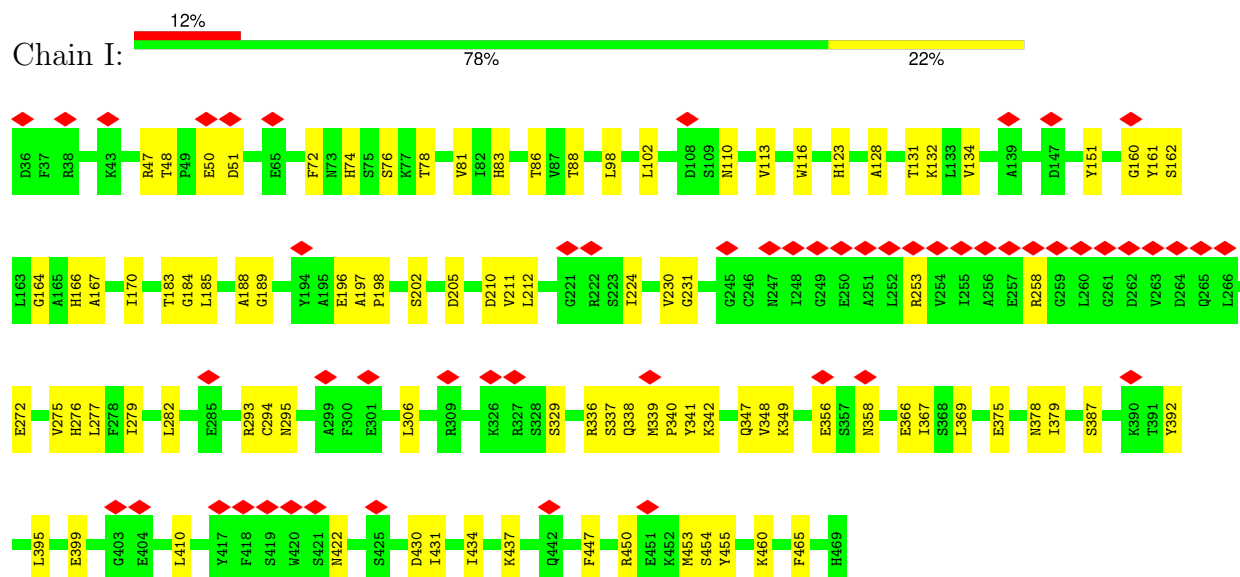 12%
Chain I:
78% 22%
D36 F37 R38 K43 R47 T48 P49 E50 D51 E65 F72 N73 H74 S75 S76 K77 T78 V81 I82 H83 T86 V87 T88 L98 L102 D108 S109 N110 V113 W116 H123 A128 T131 K132 L133 V134 A139 D147 Y151 G160 Y161 S162
L163 G164 A165 H166 A167 I170 T183 G184 L185 A188 G189 Y194 A195 E196 A197 P198 S202 D205 D210 V211 L212 G221 R222 S223 I224 V230 G231 G245 C246 N247 I248 G249 E250 A251 L252 R253 V254 I255 A256 E257 R258 G259 L260 G261 D262 V263 D264 Q265 L266
E272 V275 H276 L277 F278 I279 L282 E285 R293 C294 N295 A299 F300 E301 L306 R309 K326 R327 S328 S329 R336 S337 Q338 M339 P340 Y341 K342 Q347 V348 K349 E356 S357 N358 E366 I367 S368 L369 E375 N378 I379 S387 K390 T391 Y392
L395 E399 G403 E404 L410 Y417 F418 S419 W420 S421 N422 S425 D430 I431 I434 K437 Q442 F447 R450 E451 K452 M453 S454 Y455 K460 F465 H469